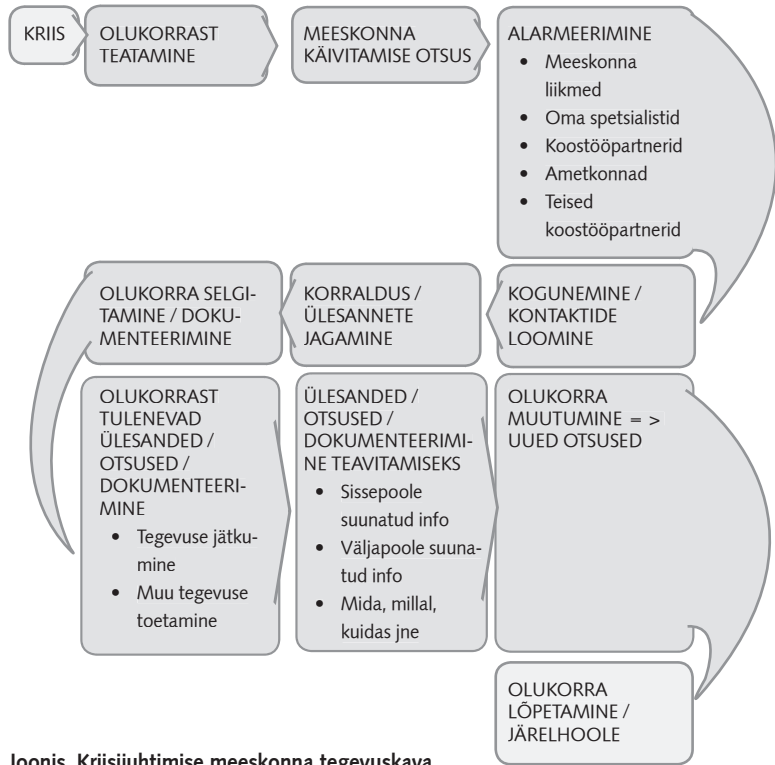 KRIIS
OLUKORRAST
TEATAMINE
MEESKONNA
KÄIVITAMISE OTSUS
ALARMEERIMINE
• Meeskonna
liikmed
• Oma spetsialistid
• Koostööpartnerid
• Ametkonnad
• Teised
koostööpartnerid
KOGUNEMINE /
KONTAKTIDE
LOOMINE
KORRALDUS /
ÜLESANNETE
JAGAMINE
OLUKORRA SELGI-
TAMINE / DOKU-
MENTEERIMINE
OLUKORRAST
TULENEVAD
ÜLESANDED /
OTSUSED /
DOKUMENTEERI-
MINE
• Tegevuse jätku-
mine
• Muu tegevuse
toetamine
ÜLESANDED /
OTSUSED /
DOKUMENTEERIMI-
NE TEAVITAMISEKS
• Sissepoole
suunatud info
• Väljapoole suuna-
tud info
• Mida, millal,
kuidas jne
OLUKORRA
MUUTUMINE = >
UUED OTSUSED
OLUKORRA
LÕPETAMINE /
JÄRELHOOLE
Joonis. Kriisijuhtimise meeskonna tegevuskava